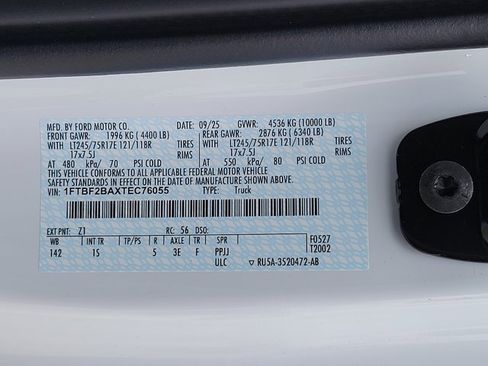 MFD. BY FORD MOTOR CO. 09/25 GVWR: 4536 KG (10000 LB)
FRONT GAWR: 1996 KG (4400 LB) REAR GAWR: 2876 KG (6340 LB)
WITH LT245/75R17E 121/118R WITH LT245/75R17E 121/118R
17x7.5J 17x7.5J
AT 480 kPa/ 70 PSI COLD AT 550 kPa/ 80 PSI COLD
THIS VEHICLE CONFORMS TO ALL APPLICABLE FEDERAL MOTOR
VEHICLE SAFETY STANDARDS IN EFFECT ON THE DATE OF
MANUFACTURE SHOWN ABOVE.
VIN: 1FTBF2BAXTEC76055 TYPE: Truck
EXT PNT: Z1 RC: 56 DSO: F0527
WB INT TR TP/PS R AXLE TR SPR T2002
142 15 5 3E F PPJJ
ULC ▽ RU5A-3520472-AB